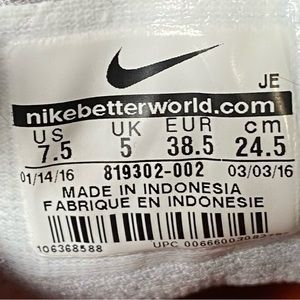 JE
nikebetterworld.com
US UK EUR cm
7.5 5 38.5 24.5
01/14/16 819302-002 03/03/16
MADE IN INDONESIA
FABRIQUE EN INDONESIE
106368588 UPC